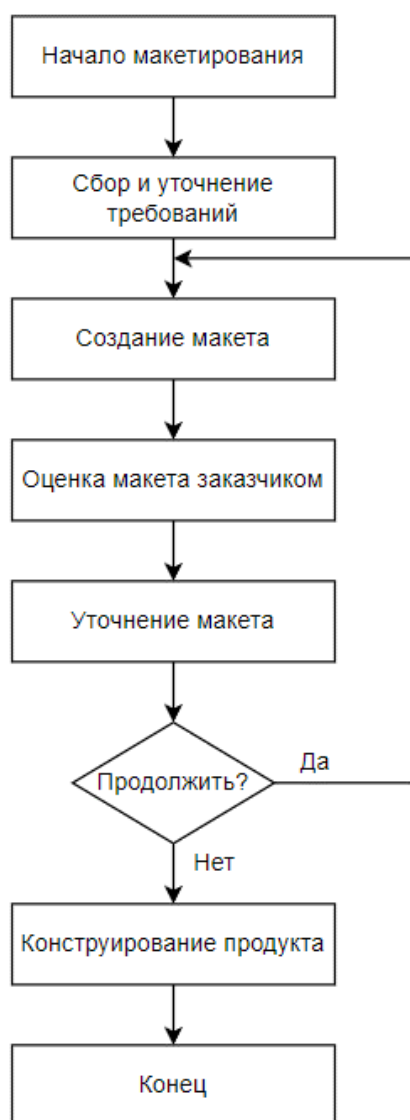 Начало макетирования
Сбор и уточнение
требований
Создание макета
Оценка макета заказчиком
Уточнение макета
Продолжить?
Да
Нет
Конструирование продукта
Конец